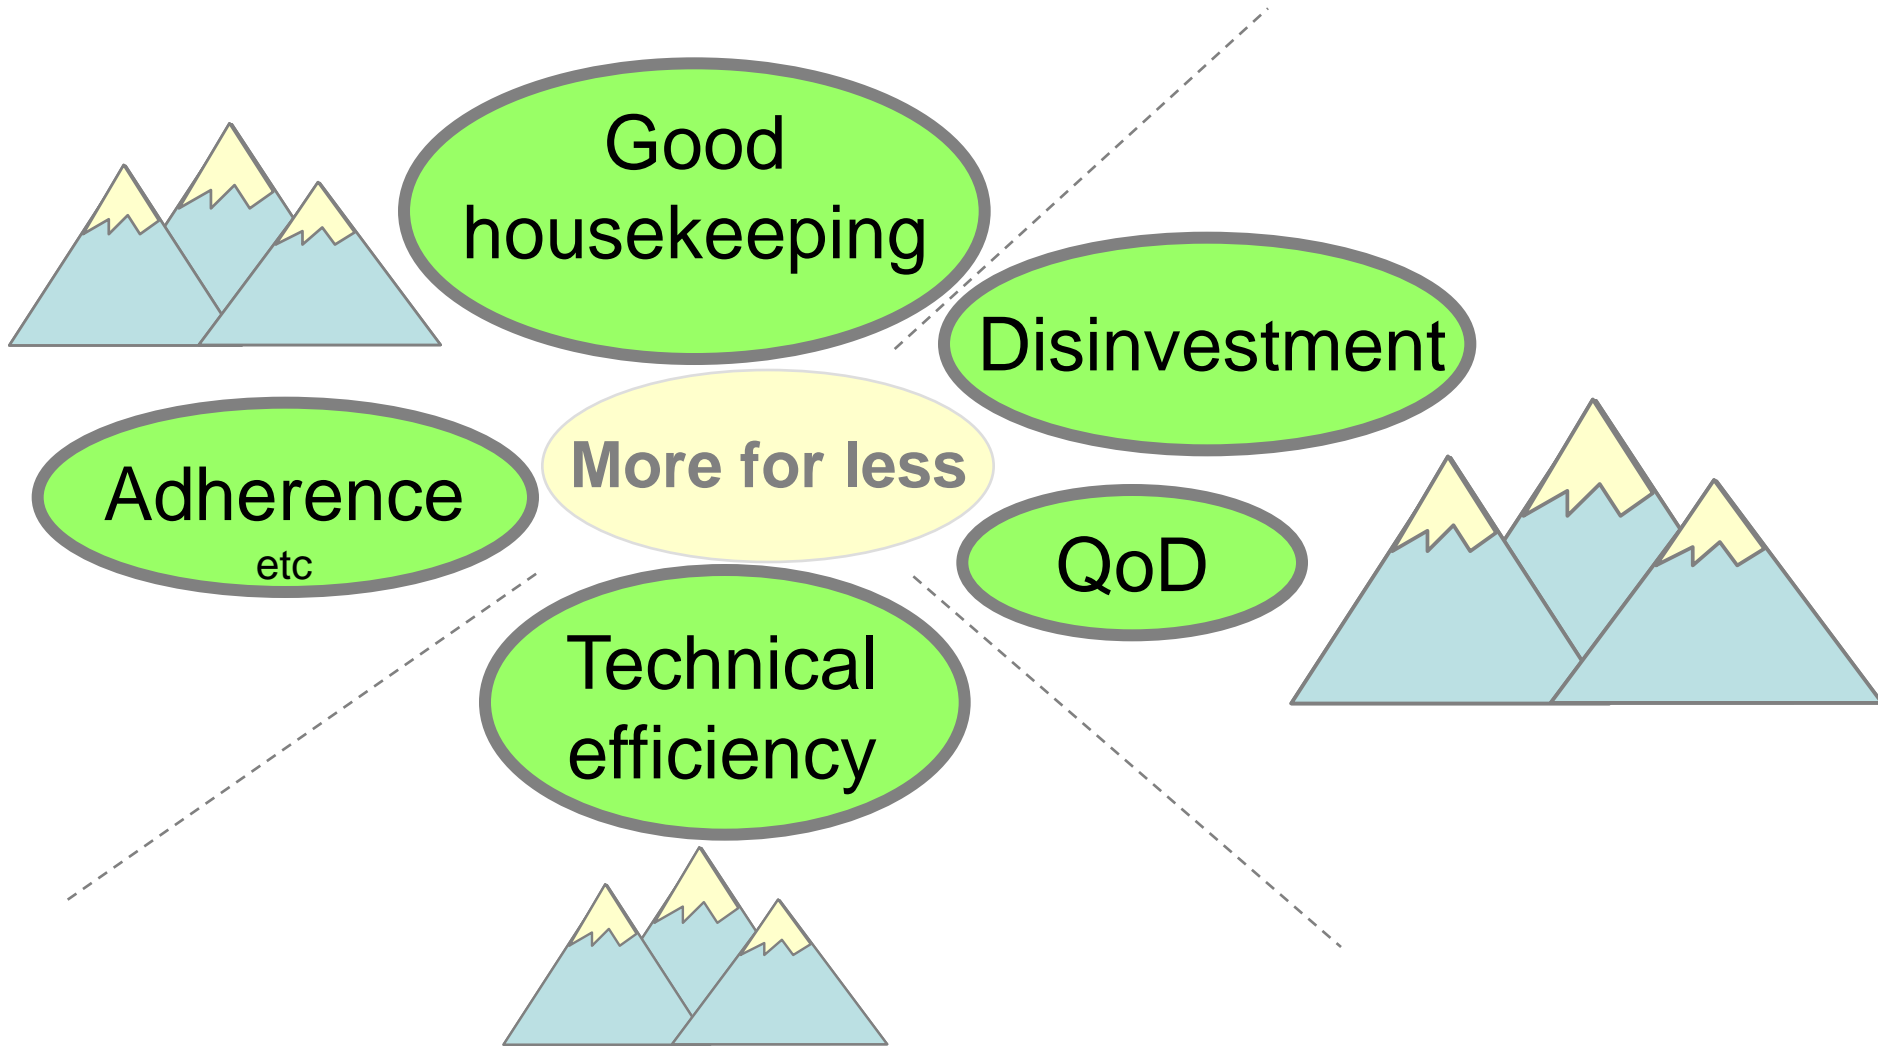 Good
housekeeping
Disinvestment
More for less
Adherence
etc
QoD
Technical
efficiency